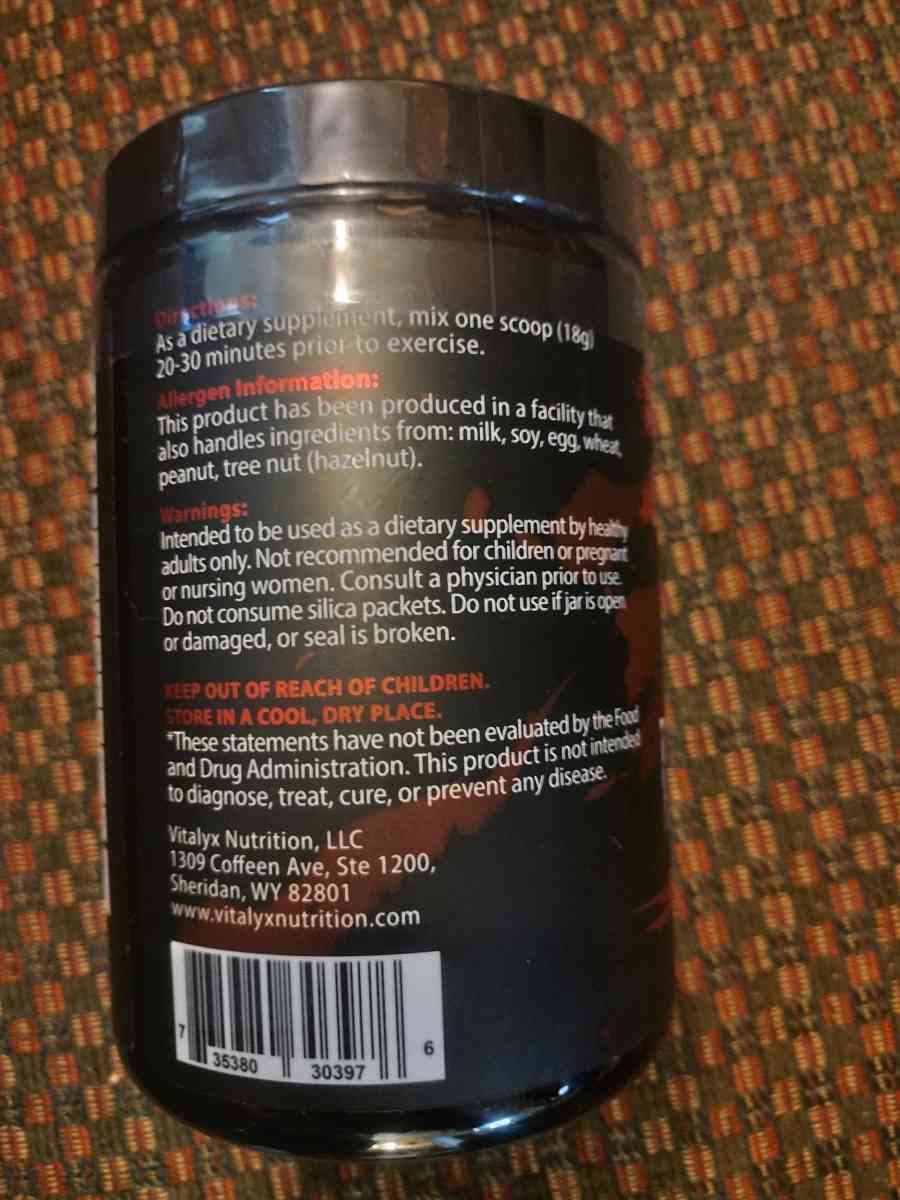 Directions:
As a dietary supplement, mix one scoop (18g)
20-30 minutes prior to exercise.
Allergen Information:
This product has been produced in a facility that
also handles ingredients from: milk, soy, egg, wheat,
peanut, tree nut (hazelnut).
Warnings:
Intended to be used as a dietary supplement by healthy
adults only. Not recommended for children or pregnant
or nursing women. Consult a physician prior to use.
Do not consume silica packets. Do not use if jar is open
or damaged, or seal is broken.
KEEP OUT OF REACH OF CHILDREN.
STORE IN A COOL, DRY PLACE.
*These statements have not been evaluated by the Food
and Drug Administration. This product is not intended
to diagnose, treat, cure, or prevent any disease.
Vitalyx Nutrition, LLC
1309 Coffeen Ave, Ste 1200,
Sheridan, WY 82801
www.vitalyxnutrition.com
7 35380 30397 6